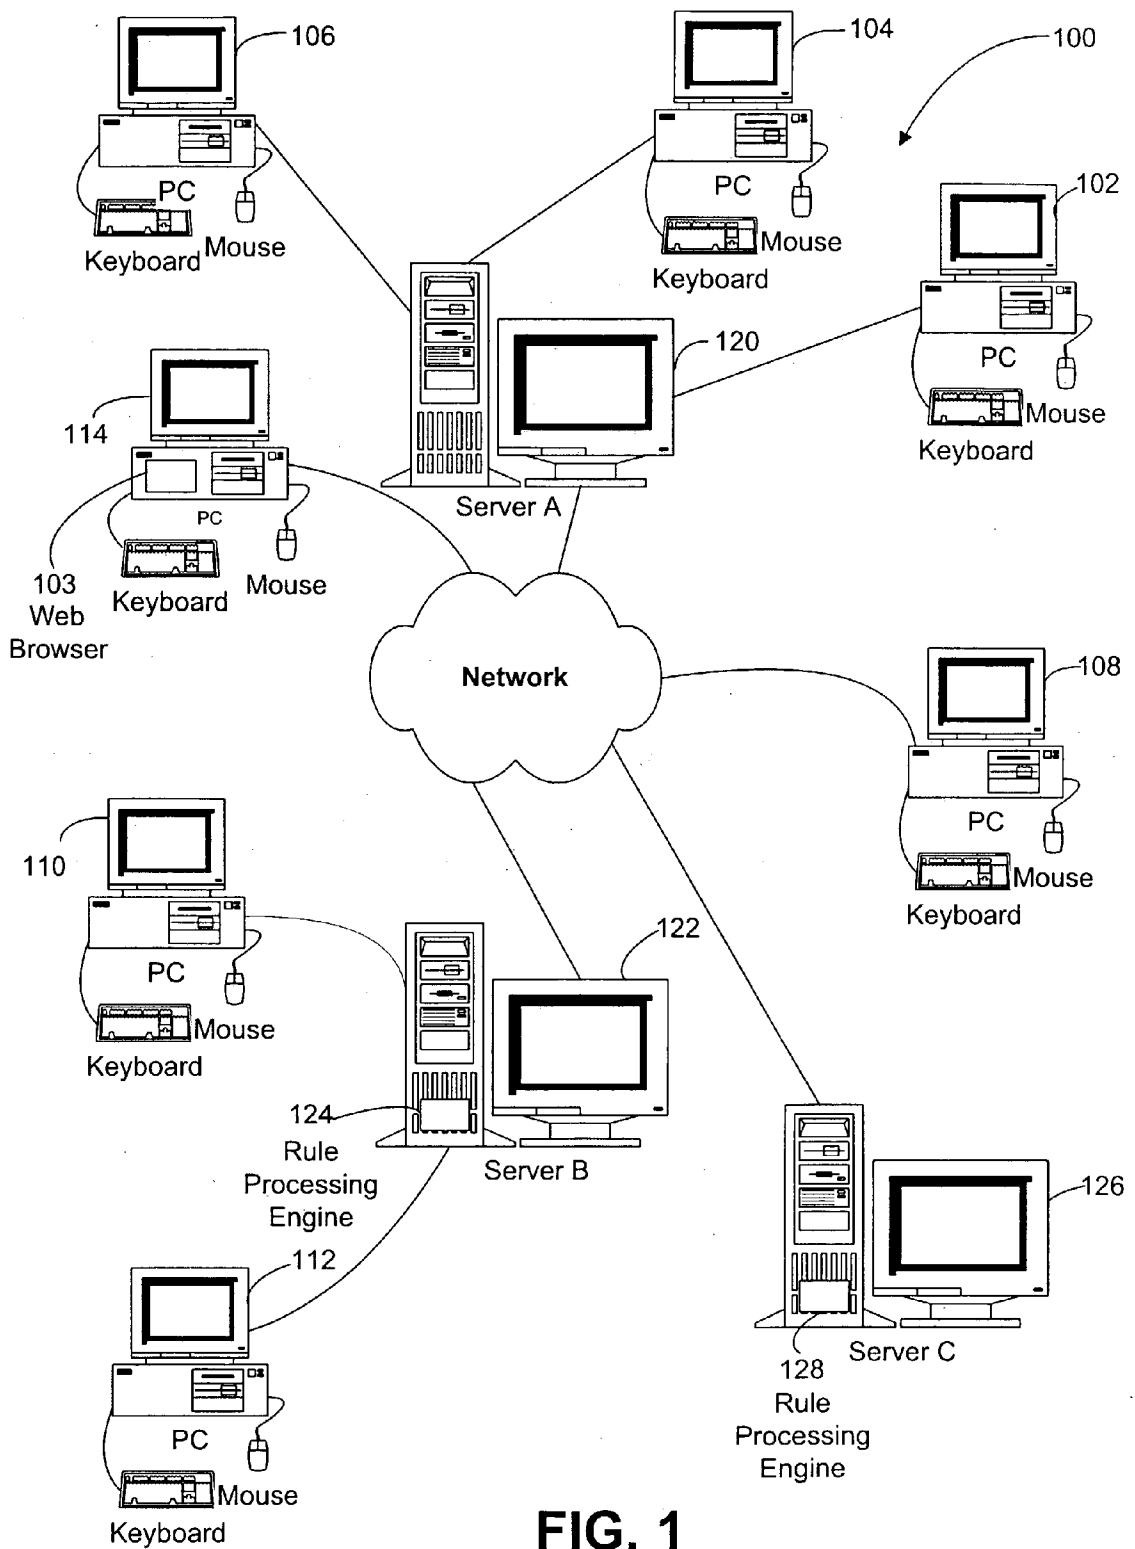 106
104
100
PC
Keyboard
Mouse
PC
Keyboard
Mouse
102
PC
Keyboard
Mouse
120
Server A
114
PC
103
Web
Browser
Keyboard
Mouse
Network
108
PC
Keyboard
Mouse
110
PC
Keyboard
Mouse
122
124
Rule
Processing
Engine
Server B
126
Server C
128
Rule
Processing
Engine
112
PC
Keyboard
Mouse
FIG. 1